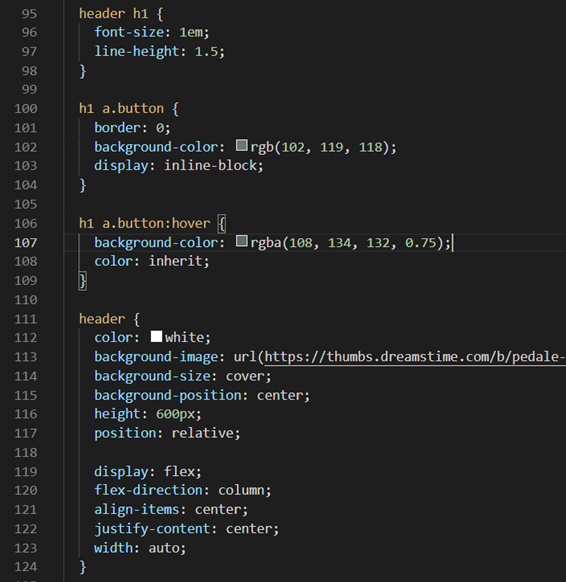 95 header h1 {
96 font-size: 1em;
97 line-height: 1.5;
98 }
99
100 h1 a.button {
101 border: 0;
102 background-color: rgb(102, 119, 118);
103 display: inline-block;
104 }
105
106 h1 a.button:hover {
107 background-color: rgba(108, 134, 132, 0.75);
108 color: inherit;
109 }
110
111 header {
112 color: white;
113 background-image: url(https://thumbs.dreamstime.com/b/pedale-
114 background-size: cover;
115 background-position: center;
116 height: 600px;
117 position: relative;
118
119 display: flex;
120 flex-direction: column;
121 align-items: center;
122 justify-content: center;
123 width: auto;
124 }